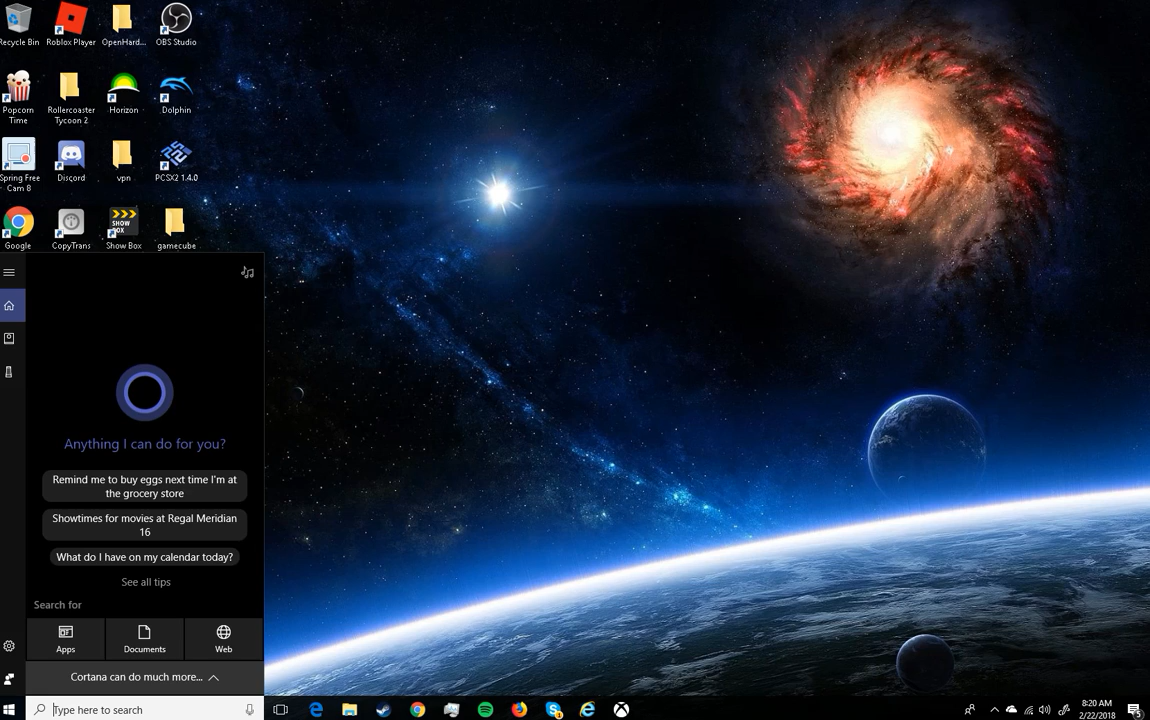 Recycle Bin
Roblox Player
OpenHard...
OBS Studio
Popcorn
Time
Rollercoaster
Tycoon 2
Horizon
Dolphin
Spring Free
Cam 8
Discord
vpn
PCSX2 1.4.0
Google
CopyTrans
SHOW
BOX
Show Box
gamecube
Anything I can do for you?
Remind me to buy eggs next time I'm at
the grocery store
Showtimes for movies at Regal Meridian
16
What do I have on my calendar today?
See all tips
Search for
Apps
Documents
Web
Cortana can do much more...
Type here to search
8:20 AM
2/22/2018
5